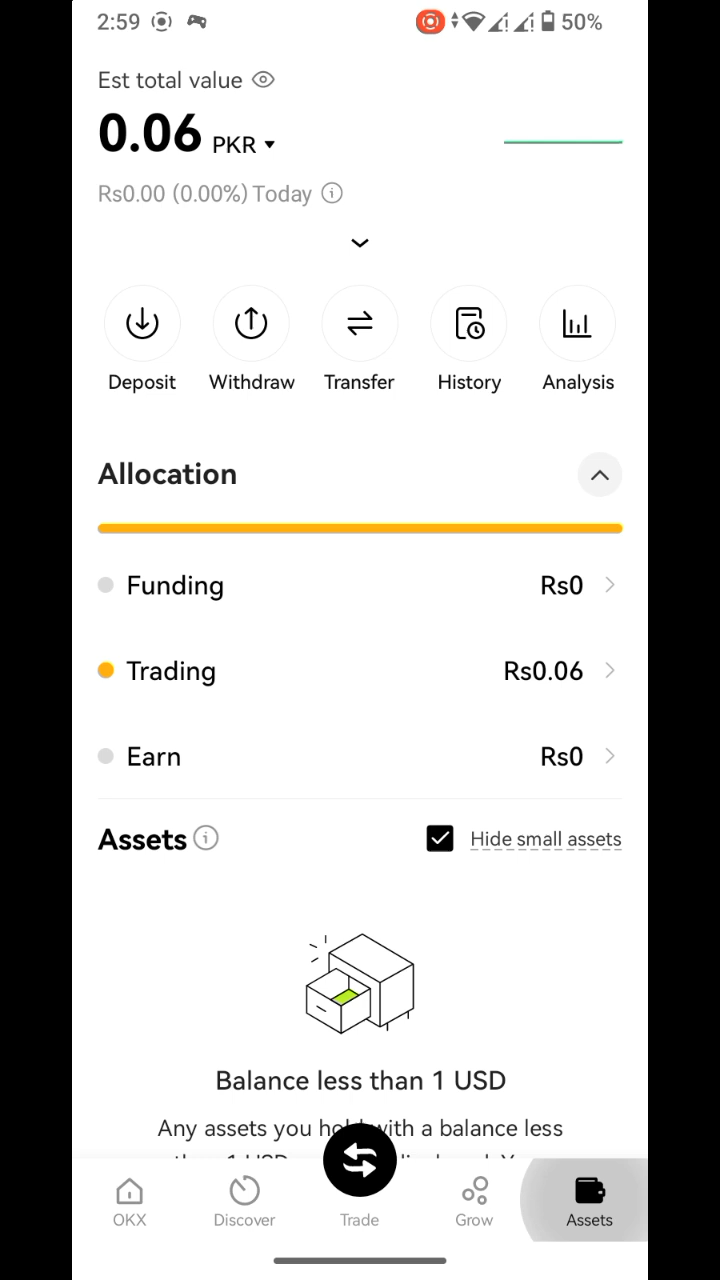 2:59 50%
Est total value
0.06 PKR
Rs0.00 (0.00%) Today
Deposit Withdraw Transfer History Analysis
Allocation
Funding Rs0
Trading Rs0.06
Earn Rs0
Assets Hide small assets
Balance less than 1 USD
Any assets you hold with a balance less
OKX Discover Trade Grow Assets